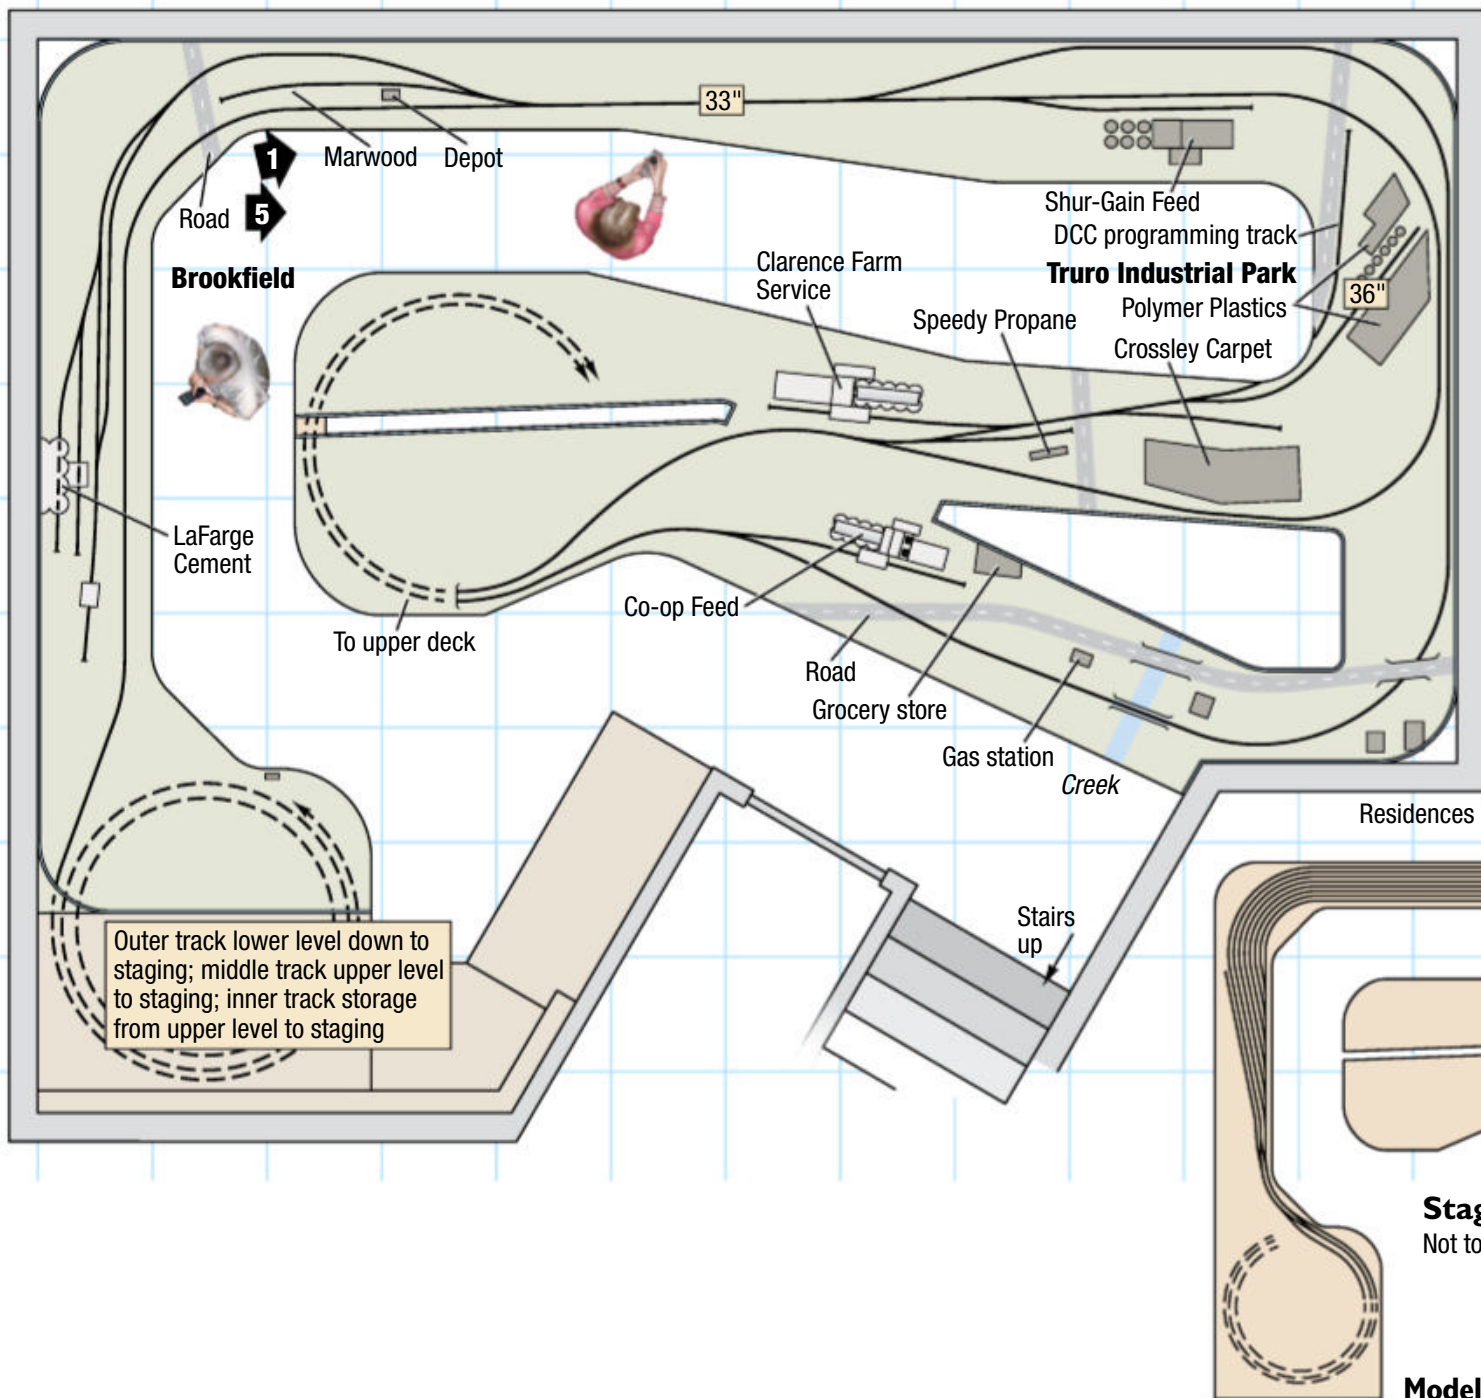 33"
1
Marwood
Depot
Road
5
Brookfield
Shur-Gain Feed
DCC programming track
Truro Industrial Park
36"
Polymer Plastics
Crossley Carpet
Clarence Farm
Service
Speedy Propane
LaFarge
Cement
To upper deck
Co-op Feed
Road
Grocery store
Gas station
Creek
Residences
Stairs
up
Outer track lower level down to
staging; middle track upper level
to staging; inner track storage
from upper level to staging
Stag
Not to
Model